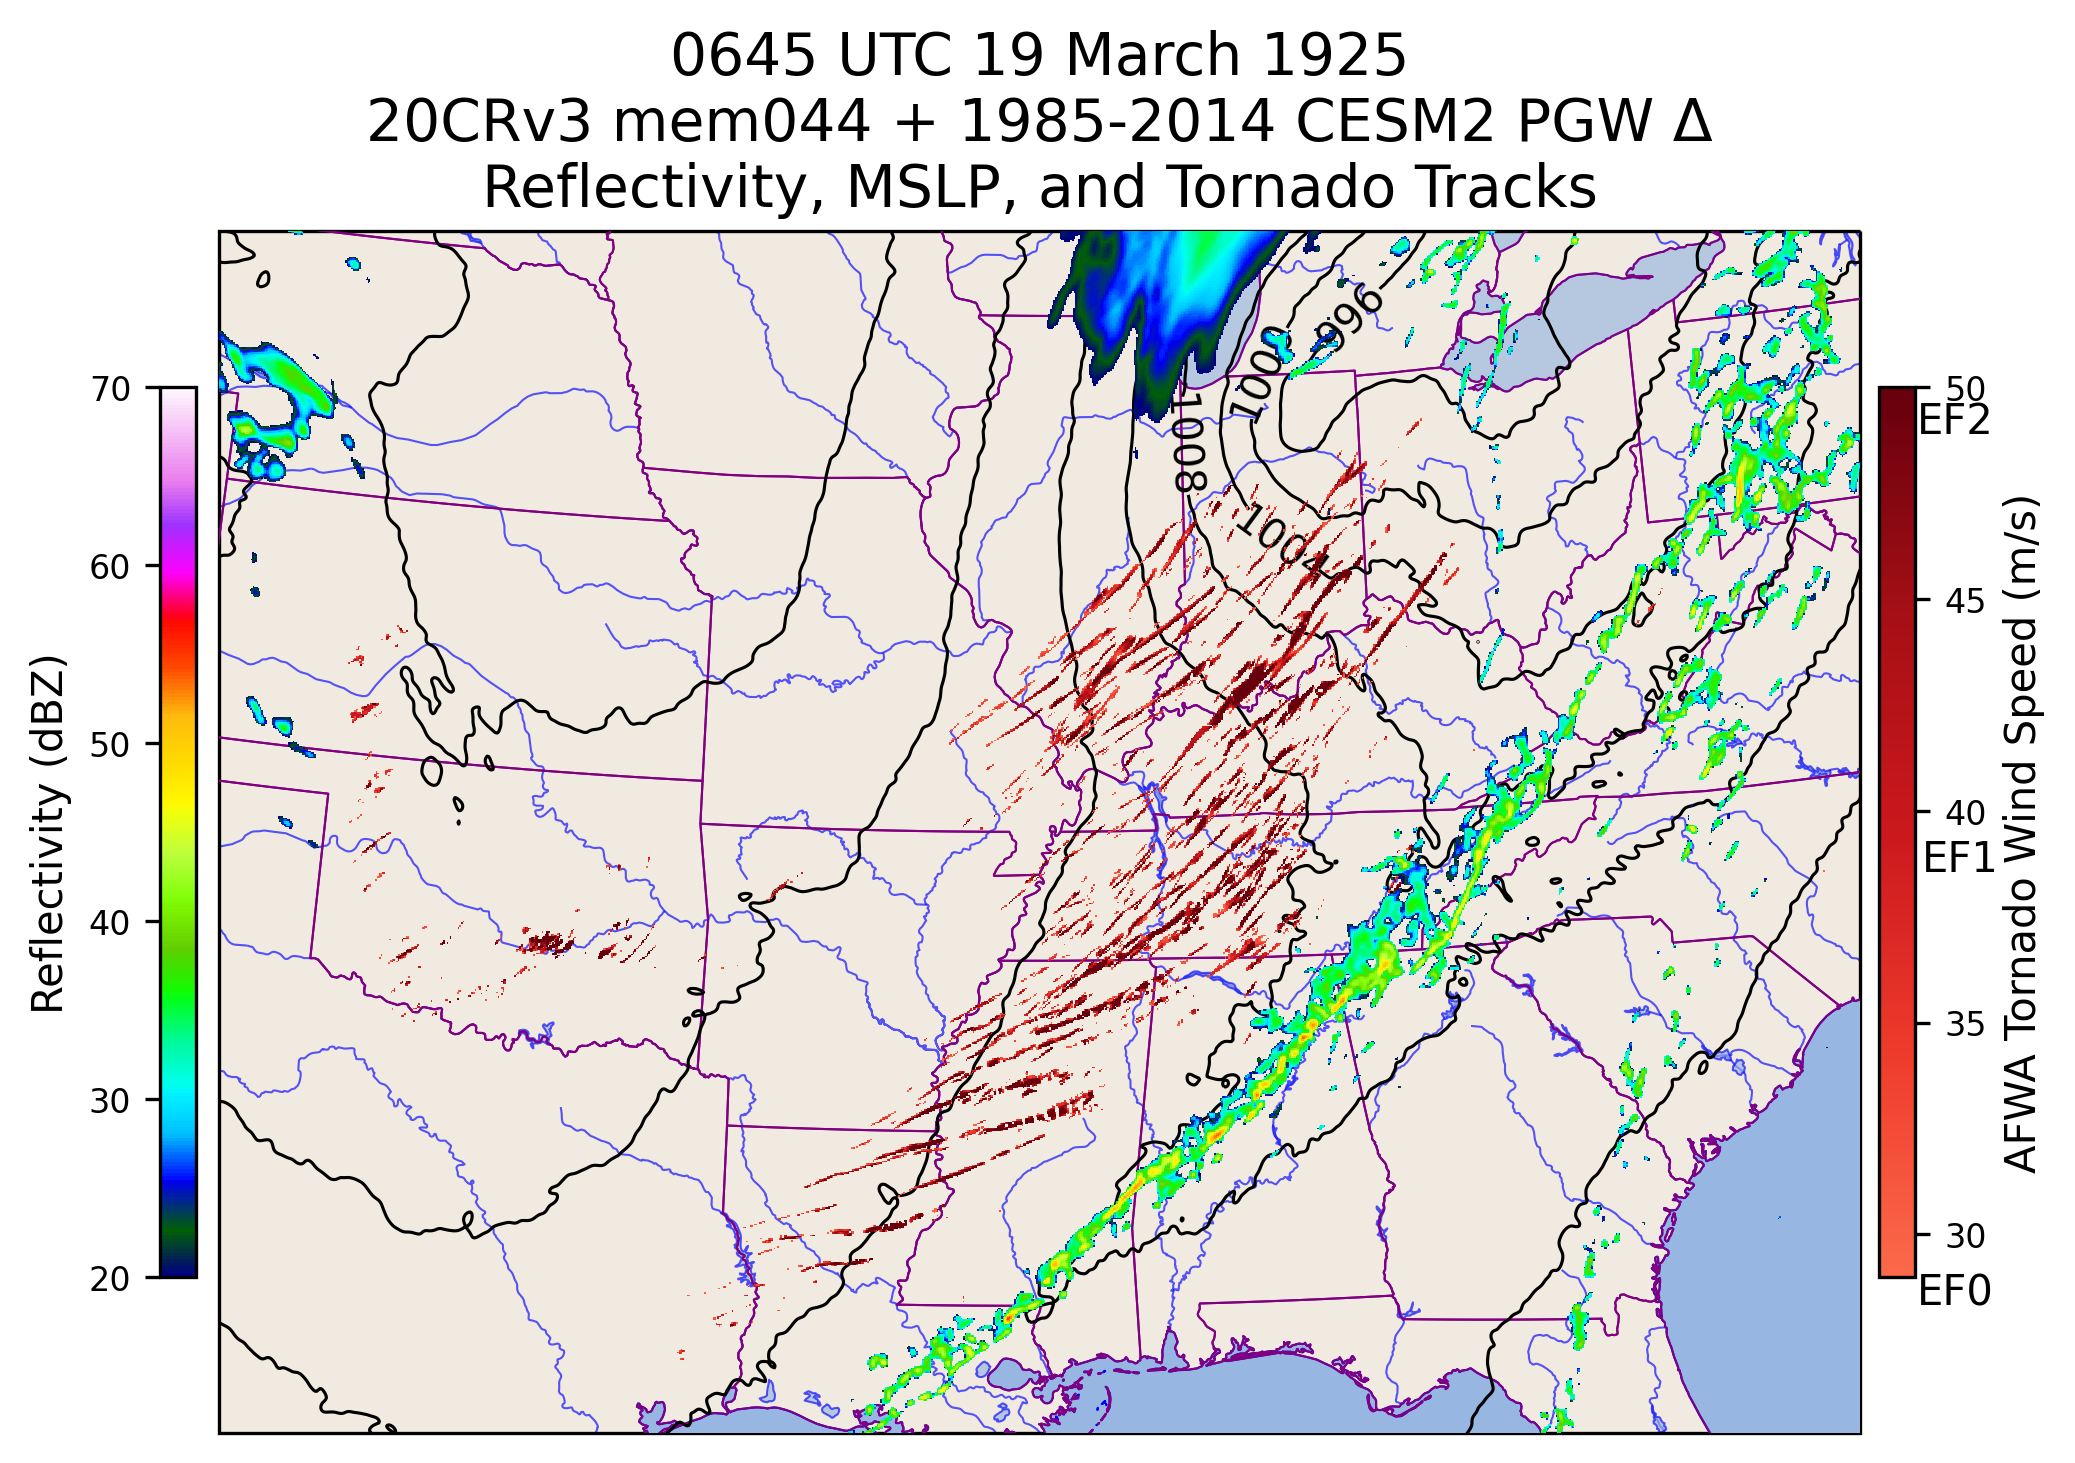 0645 UTC 19 March 1925
20CRv3 mem044 + 1985-2014 CESM2 PGW Δ
Reflectivity, MSLP, and Tornado Tracks
996
1000
1008
1004
70
60
50
40
30
20
Reflectivity (dBZ)
50
EF2
45
40
EF1
35
30
EF0
AFWA Tornado Wind Speed (m/s)